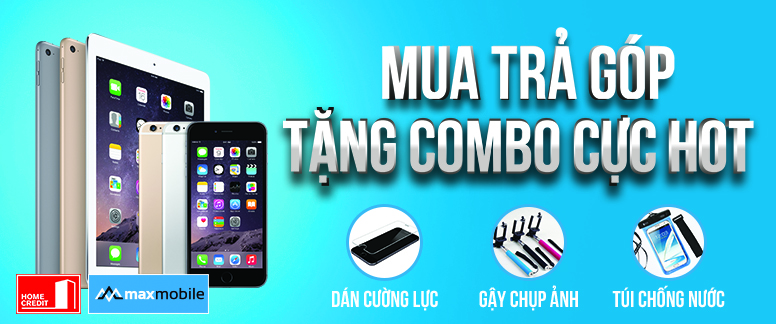 MUA TRẢ GÓP
TẶNG COMBO CỰC HOT
DÁN CƯỜNG LỰC
GẬY CHỤP ẢNH
TÚI CHỐNG NƯỚC
HOME
CREDIT
maxmobile